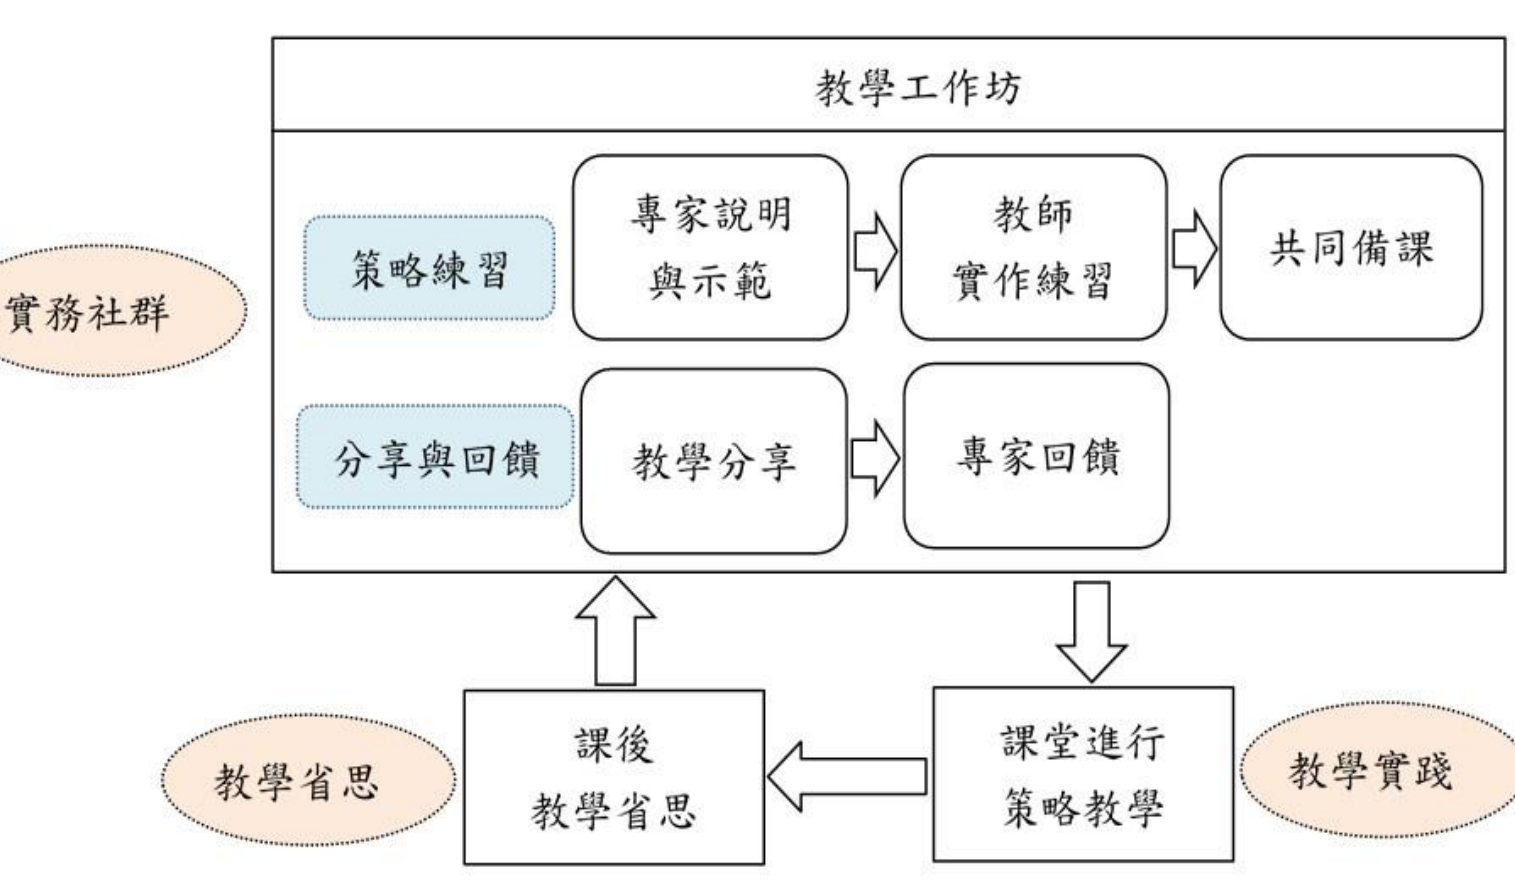 教學工作坊
實務社群
策略練習
專家說明
與示範
教師
實作練習
共同備課
分享與回饋
教學分享
專家回饋
教學省思
課後
教學省思
課堂進行
策略教學
教學實踐